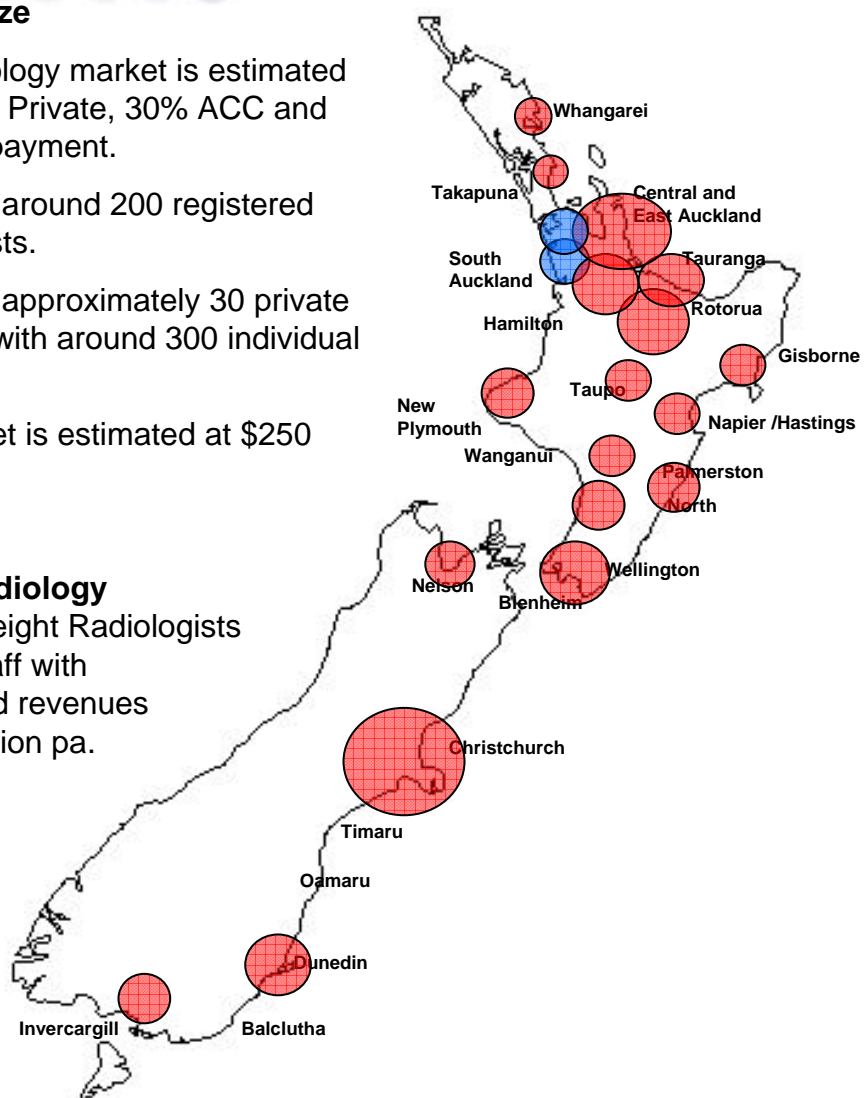 ology market is estimated
Private, 30% ACC and
payment.
around 200 registered
sts.
approximately 30 private
with around 300 individual
et is estimated at $250
diology
eight Radiologists
aff with
d revenues
ion pa.
Whangarei
Takapuna
Central and
East Auckland
South
Auckland
Tauranga
Hamilton
Rotorua
Gisborne
Taupo
New
Plymouth
Napier /Hastings
Wanganui
Palmerston
North
Nelson
Wellington
Blenheim
Christchurch
Timaru
Oamaru
Dunedin
Invercargill
Balclutha